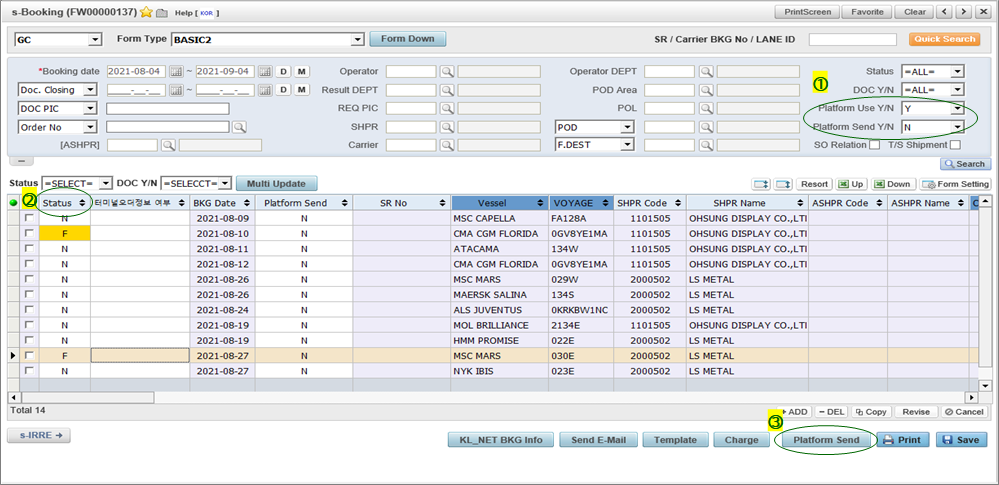 s-Booking (FW00000137) Help [KOR] PrintScreen Favorite Clear
GC Form Type BASIC2 Form Down SR / Carrier BKG No / LANE ID Quick Search
*Booking date 2021-08-04 ~ 2021-09-04 D M Operator Operator DEPT Status =ALL=
①
Doc. Closing ____-__-__ ~ ____-__-__ D M Result DEPT POD Area DOC Y/N =ALL=
DOC PIC REQ PIC POL Platform Use Y/N Y
Order No SHPR POD Platform Send Y/N N
[ASHPR] Carrier F.DEST SO Relation T/S Shipment
Search
Status =SELECT= DOC Y/N =SELECCT= Multi Update Resort Up Down Form Setting
②
Status 터미널오더정보 여부 BKG Date Platform Send SR No Vessel VOYAGE SHPR Code SHPR Name ASHPR Code ASHPR Name
N 2021-08-09 N MSC CAPELLA FA128A 1101505 OHSUNG DISPLAY CO.,LTI
F 2021-08-10 N CMA CGM FLORIDA 0GV8YE1MA 1101505 OHSUNG DISPLAY CO.,LTI
N 2021-08-11 N ATACAMA 134W 1101505 OHSUNG DISPLAY CO.,LTI
N 2021-08-12 N CMA CGM FLORIDA 0GV8YE1MA 1101505 OHSUNG DISPLAY CO.,LTI
N 2021-08-26 N MSC MARS 029W 2000502 LS METAL
N 2021-08-26 N MAERSK SALINA 134S 2000502 LS METAL
N 2021-08-24 N ALS JUVENTUS 0KRKBW1NC 2000502 LS METAL
N 2021-08-19 N MOL BRILLIANCE 2134E 1101505 OHSUNG DISPLAY CO.,LTI
N 2021-08-19 N HMM PROMISE 022E 2000502 LS METAL
F 2021-08-27 N MSC MARS 030E 2000502 LS METAL
N 2021-08-27 N NYK IBIS 023E 2000502 LS METAL
Total 14 ADD DEL Copy Revise Cancel
③
s-IRRE KL_NET BKG Info Send E-Mail Template Charge Platform Send Print Save